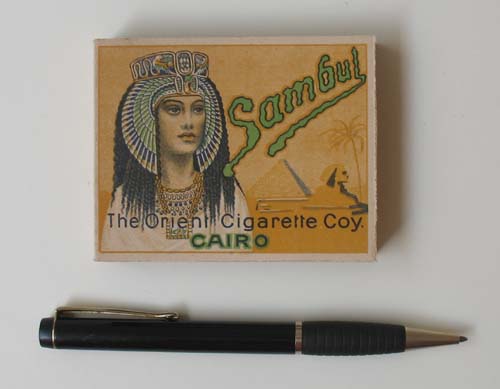 Sambul
The Orient Cigarette Coy.
CAIRO